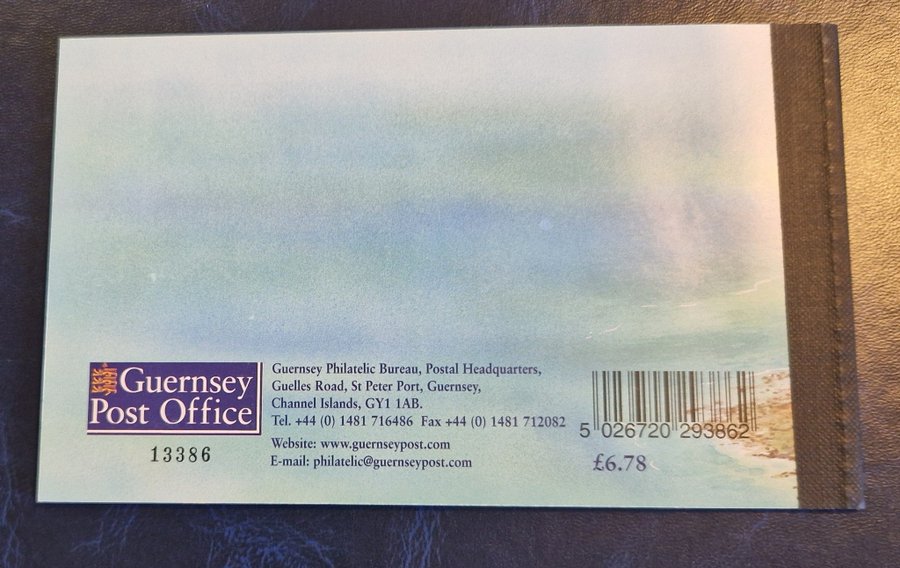 Guernsey
Post Office
13386
Guernsey Philatelic Bureau, Postal Headquarters,
Guelles Road, St Peter Port, Guernsey,
Channel Islands, GY1 1AB.
Tel. +44 (0) 1481 716486 Fax +44 (0) 1481 712082
Website: www.guernseypost.com
E-mail: philatelic@guernseypost.com
5 026720 293862
£6.78